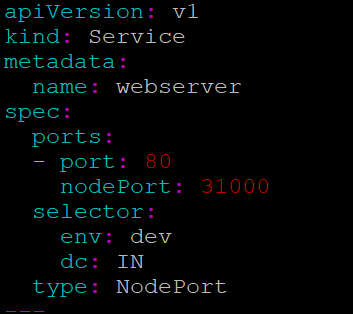 apiVersion: v1
kind: Service
metadata:
  name: webserver
spec:
  ports:
  - port: 80
    nodePort: 31000
  selector:
    env: dev
    dc: IN
  type: NodePort
---